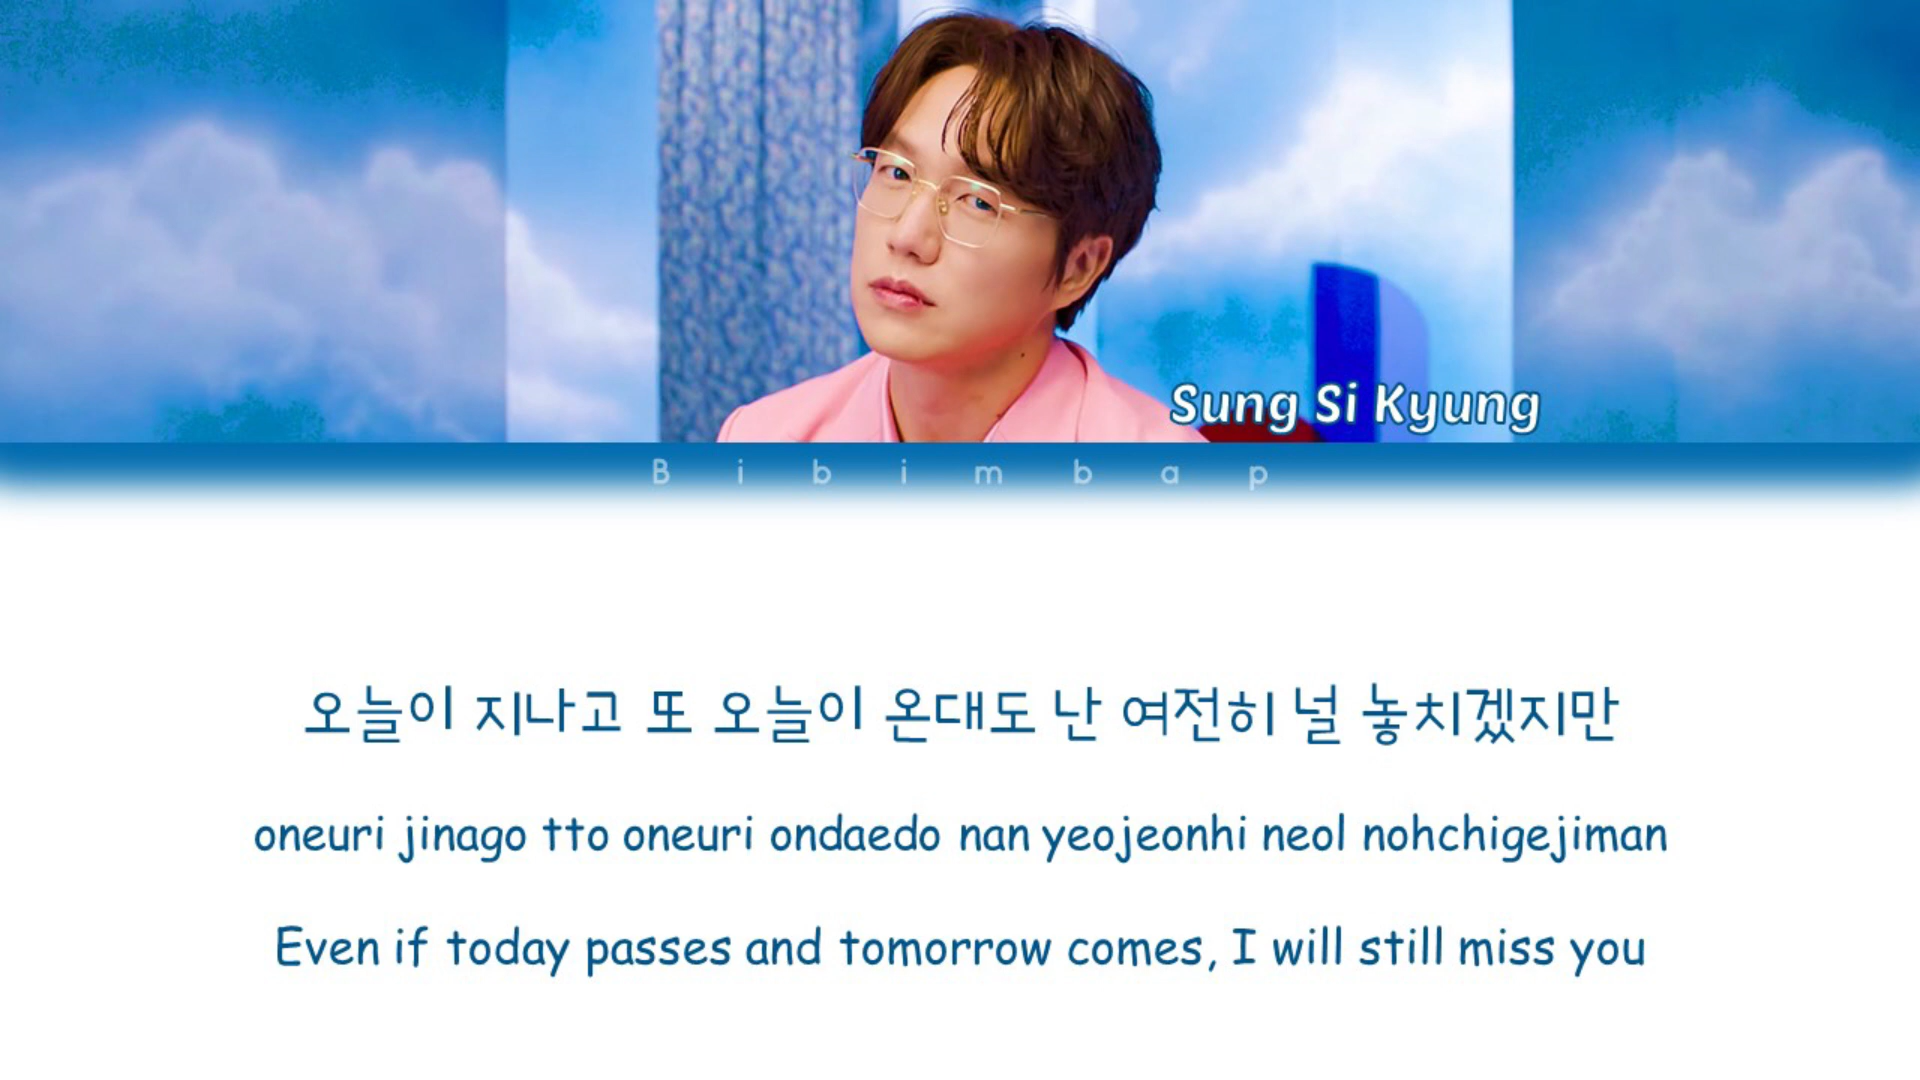 Sung Si Kyung
Bibimbap
오늘이 지나고 또 오늘이 온대도 난 여전히 널 놓치겠지만
oneuri jinago tto oneuri ondaedo nan yeojeonhi neol nohchigejiman
Even if today passes and tomorrow comes, I will still miss you